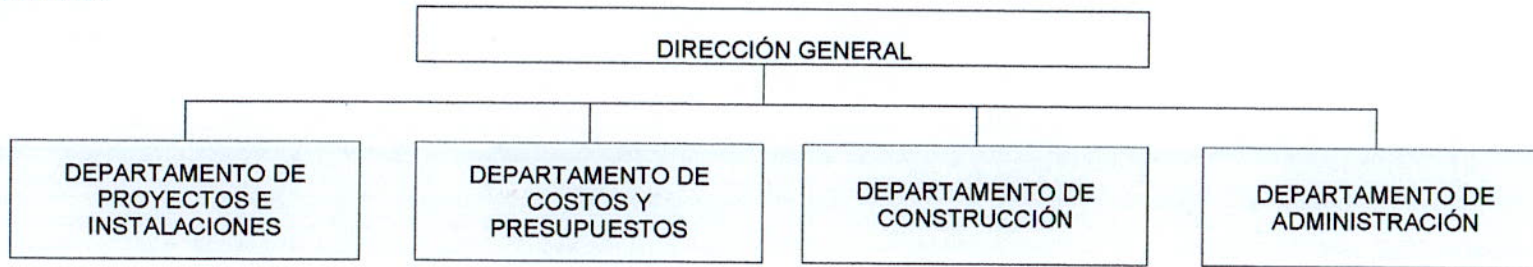 DIRECCIÓN GENERAL
DEPARTAMENTO DE
PROYECTOS E
INSTALACIONES
DEPARTAMENTO DE
COSTOS Y
PRESUPUESTOS
DEPARTAMENTO DE
CONSTRUCCIÓN
DEPARTAMENTO DE
ADMINISTRACIÓN